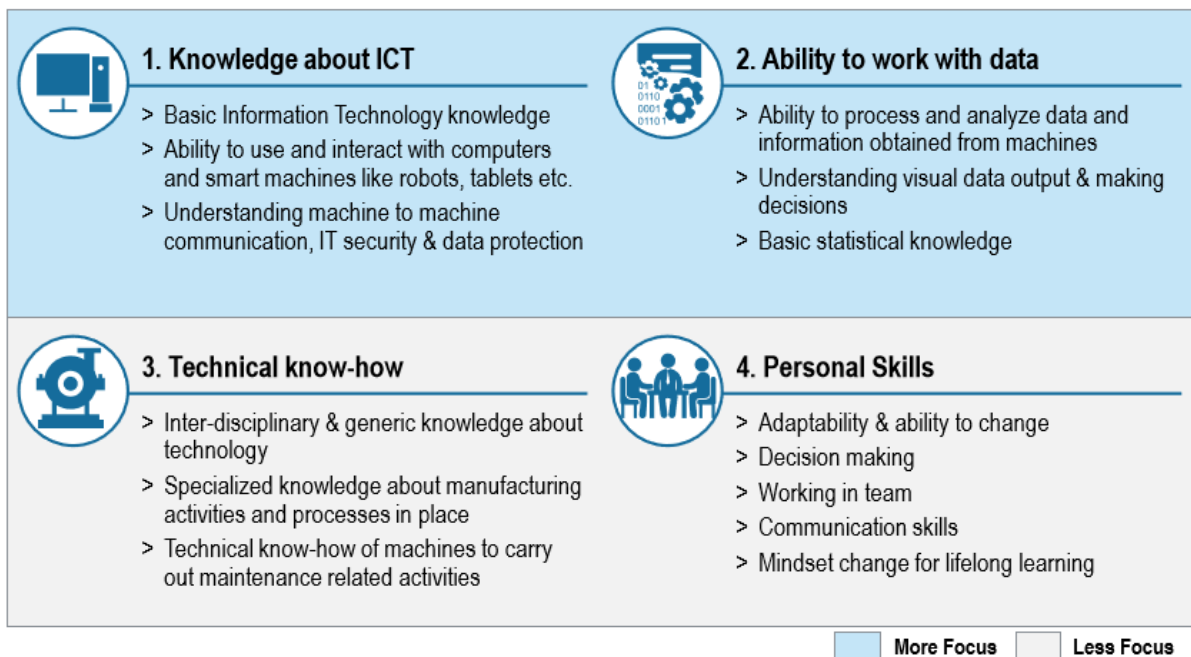 1. Knowledge about ICT
> Basic Information Technology knowledge
> Ability to use and interact with computers
and smart machines like robots, tablets etc.
> Understanding machine to machine
communication, IT security & data protection
01
0110
0001
01101
2. Ability to work with data
> Ability to process and analyze data and
information obtained from machines
> Understanding visual data output & making
decisions
> Basic statistical knowledge
3. Technical know-how
> Inter-disciplinary & generic knowledge about
technology
> Specialized knowledge about manufacturing
activities and processes in place
> Technical know-how of machines to carry
out maintenance related activities
4. Personal Skills
> Adaptability & ability to change
> Decision making
> Working in team
> Communication skills
> Mindset change for lifelong learning
More Focus
Less Focus